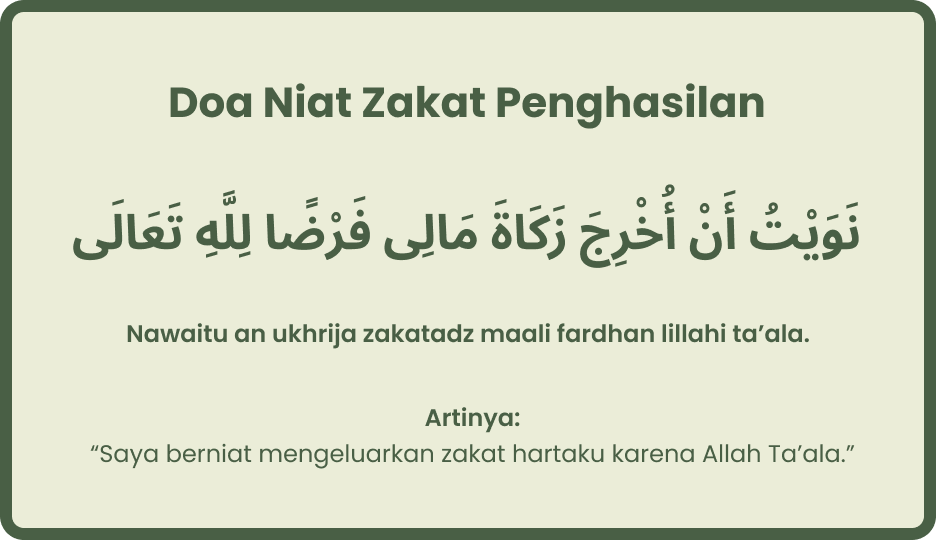 Doa Niat Zakat Penghasilan
نَوَيْتُ أَنْ أُخْرِجَ زَكَاةَ مَالِى فَرْضًا لِلَّهِ تَعَالَى
Nawaitu an ukhrija zakatadz maali fardhan lillahi ta’ala.
Artinya:
“Saya berniat mengeluarkan zakat hartaku karena Allah Ta’ala.”